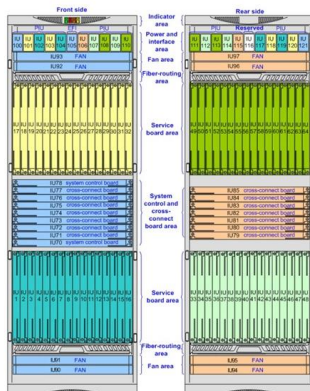 Front side
Rear side
Indicator area
PIU
EFI
PIU
Power and interface area
PIU
Reserved
PIU
IU 100
IU 101
IU 102
IU 103
IU 104
IU 105
IU 106
IU 107
IU 108
IU 109
IU 110
IU 111
IU 112
IU 113
IU 114
IU 115
IU 116
IU 117
IU 118
IU 119
IU 120
IU 121
IU93 FAN
IU92 FAN
Fan area
IU97 FAN
IU96 FAN
Fiber-routing area
IU IU IU IU IU IU IU IU IU IU IU IU IU IU IU IU
17 18 19 20 21 22 23 24 25 26 27 28 29 30 31 32
Service board area
IU IU IU IU IU IU IU IU IU IU IU IU IU IU IU IU
49 50 51 52 53 54 55 56 57 58 59 60 61 62 63 64
IU78 system control board
IU77 cross-connect board
IU76 cross-connect board
IU75 cross-connect board
IU74 cross-connect board
IU73 cross-connect board
IU72 cross-connect board
IU71 cross-connect board
IU70 system control board
System control and cross-connect board area
IU85 cross-connect board
IU84 cross-connect board
IU83 cross-connect board
IU82 cross-connect board
IU81 cross-connect board
IU80 cross-connect board
IU79 cross-connect board
IU IU IU IU IU IU IU IU IU IU IU IU IU IU IU IU
1 2 3 4 5 6 7 8 9 10 11 12 13 14 15 16
Service board area
IU IU IU IU IU IU IU IU IU IU IU IU IU IU IU IU
33 34 35 36 37 38 39 40 41 42 43 44 45 46 47 48
Fiber-routing area
IU91 FAN
IU90 FAN
Fan area
IU95 FAN
IU94 FAN